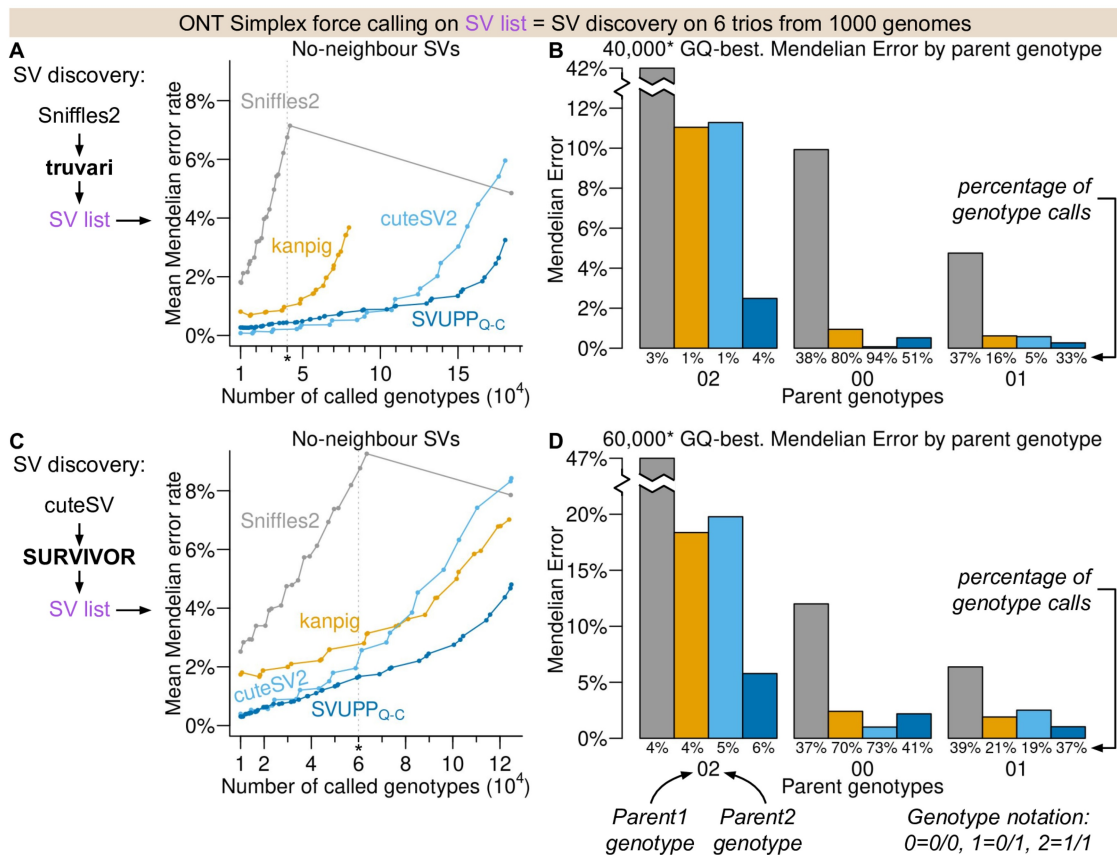 ONT Simplex force calling on SV list = SV discovery on 6 trios from 1000 genomes
A
No-neighbour SVs
SV discovery:
Sniffles2
truvari
SV list
Mean Mendelian error rate
8%
6%
4%
2%
0%
Sniffles2
kanpig
cuteSV2
SVUPPQ-C
1
*
5
10
15
Number of called genotypes (10⁴)
B
40,000* GQ-best. Mendelian Error by parent genotype
Mendelian Error
42%
12%
10%
8%
6%
4%
2%
0%
percentage of
genotype calls
3% 1% 1% 4%
38% 80% 94% 51%
37% 16% 5% 33%
02
00
01
Parent genotypes
C
No-neighbour SVs
SV discovery:
cuteSV
SURVIVOR
SV list
Mean Mendelian error rate
8%
6%
4%
2%
0%
Sniffles2
kanpig
cuteSV2
SVUPPQ-C
1
2
4
6
*
8
10
12
Number of called genotypes (10⁴)
D
60,000* GQ-best. Mendelian Error by parent genotype
Mendelian Error
47%
20%
15%
10%
5%
0%
percentage of
genotype calls
4% 4% 5% 6%
37% 70% 73% 41%
39% 21% 19% 37%
02
00
01
Parent genotypes
Parent1
genotype
Parent2
genotype
Genotype notation:
0=0/0, 1=0/1, 2=1/1